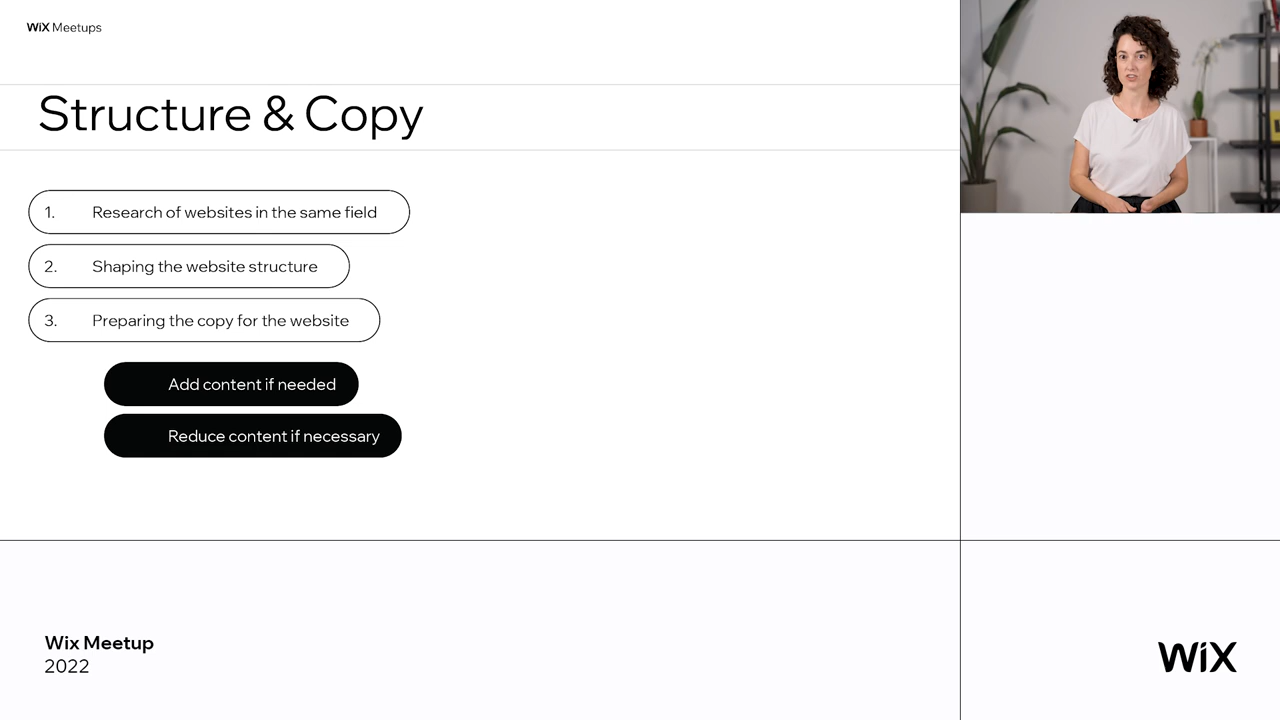 WiX Meetups
Structure & Copy
1. Research of websites in the same field
2. Shaping the website structure
3. Preparing the copy for the website
Add content if needed
Reduce content if necessary
Wix Meetup
2022
WiX